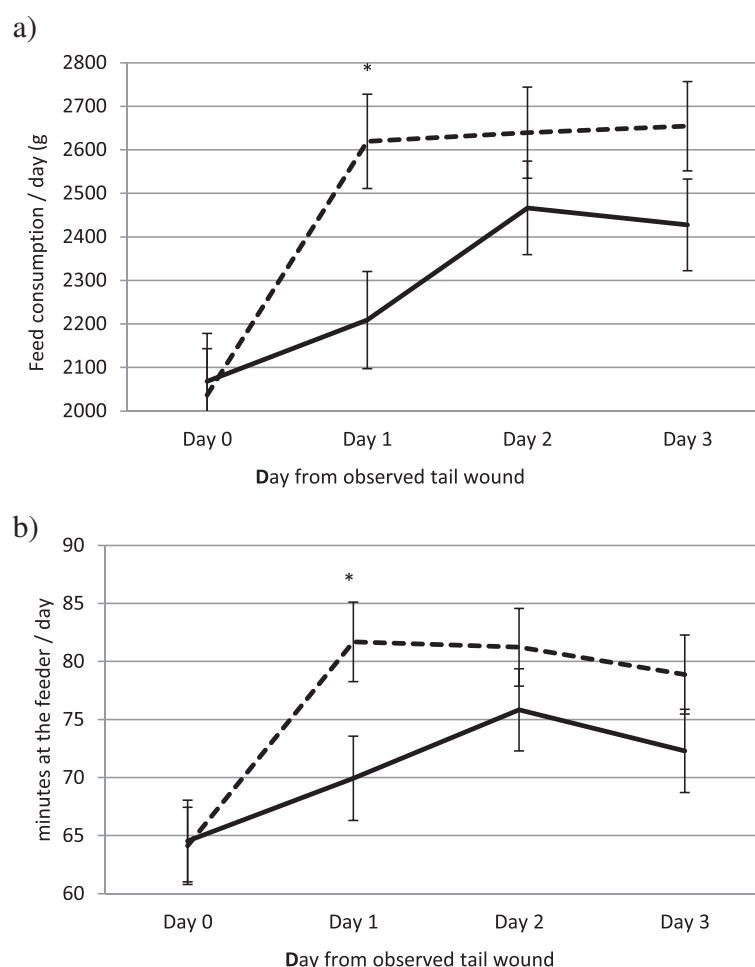 a)
2800
*
2700
2600
2500
2400
2300
2200
2100
2000
Feed consumption / day (g
Day 0 Day 1 Day 2 Day 3
Day from observed tail wound
b)
90
*
85
80
75
70
65
60
minutes at the feeder / day
Day 0 Day 1 Day 2 Day 3
Day from observed tail wound